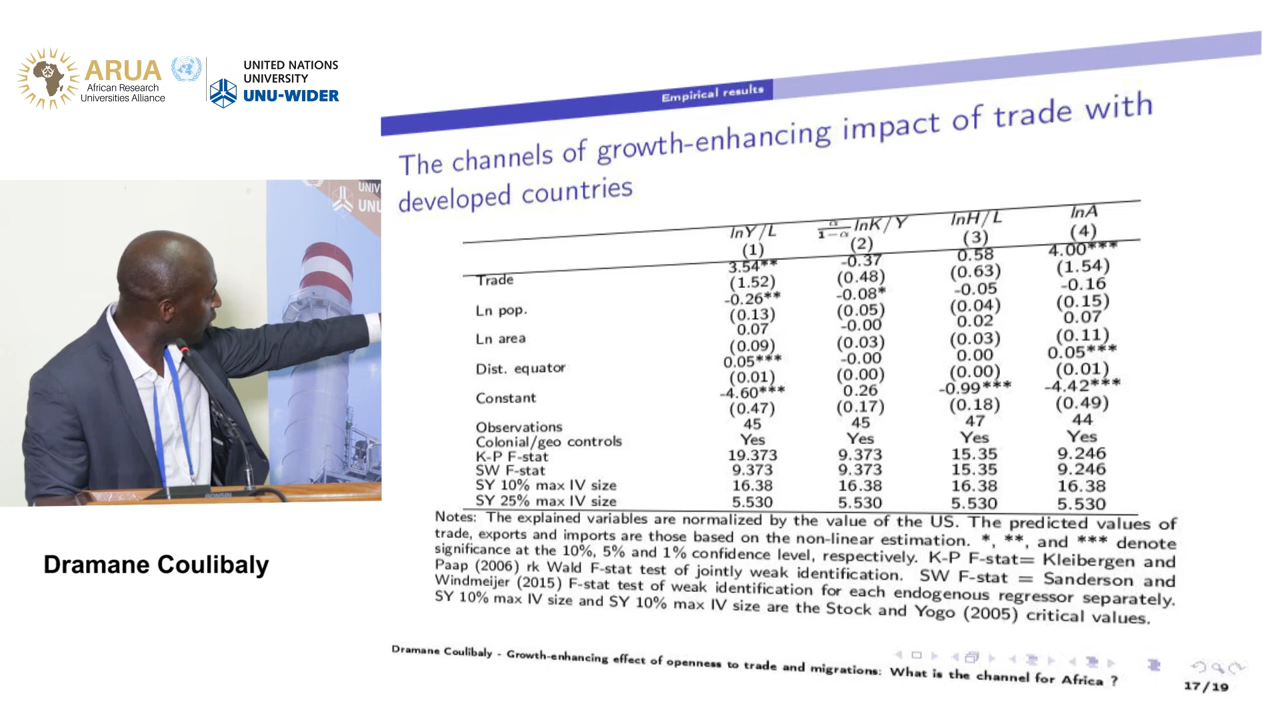 ARUA
African Research
Universities Alliance
UNITED NATIONS
UNIVERSITY
UNU-WIDER
UNIV
UNU
Dramane Coulibaly
Empirical results
The channels of growth-enhancing impact of trade with
developed countries
lnY/L α/1−α lnK/Y lnH/L lnA
(1) (2) (3) (4)
Trade 3.54** -0.37 0.58 4.00***
(1.52) (0.48) (0.63) (1.54)
Ln pop. -0.26** -0.08* -0.05 -0.16
(0.13) (0.05) (0.04) (0.15)
Ln area 0.07 -0.00 0.02 0.07
(0.09) (0.03) (0.03) (0.11)
Dist. equator 0.05*** -0.00 0.00 0.05***
(0.01) (0.00) (0.00) (0.01)
Constant -4.60*** 0.26 -0.99*** -4.42***
(0.47) (0.17) (0.18) (0.49)
Observations 45 45 47 44
Colonial/geo controls Yes Yes Yes Yes
K-P F-stat 19.373 9.373 15.35 9.246
SW F-stat 9.373 9.373 15.35 9.246
SY 10% max IV size 16.38 16.38 16.38 16.38
SY 25% max IV size 5.530 5.530 5.530 5.530
Notes: The explained variables are normalized by the value of the US. The predicted values of
trade, exports and imports are those based on the non-linear estimation. *, **, and *** denote
significance at the 10%, 5% and 1% confidence level, respectively. K-P F-stat= Kleibergen and
Paap (2006) rk Wald F-stat test of jointly weak identification. SW F-stat = Sanderson and
Windmeijer (2015) F-stat test of weak identification for each endogenous regressor separately.
SY 10% max IV size and SY 10% max IV size are the Stock and Yogo (2005) critical values.
Dramane Coulibaly - Growth-enhancing effect of openness to trade and migrations: What is the channel for Africa ?
17/19